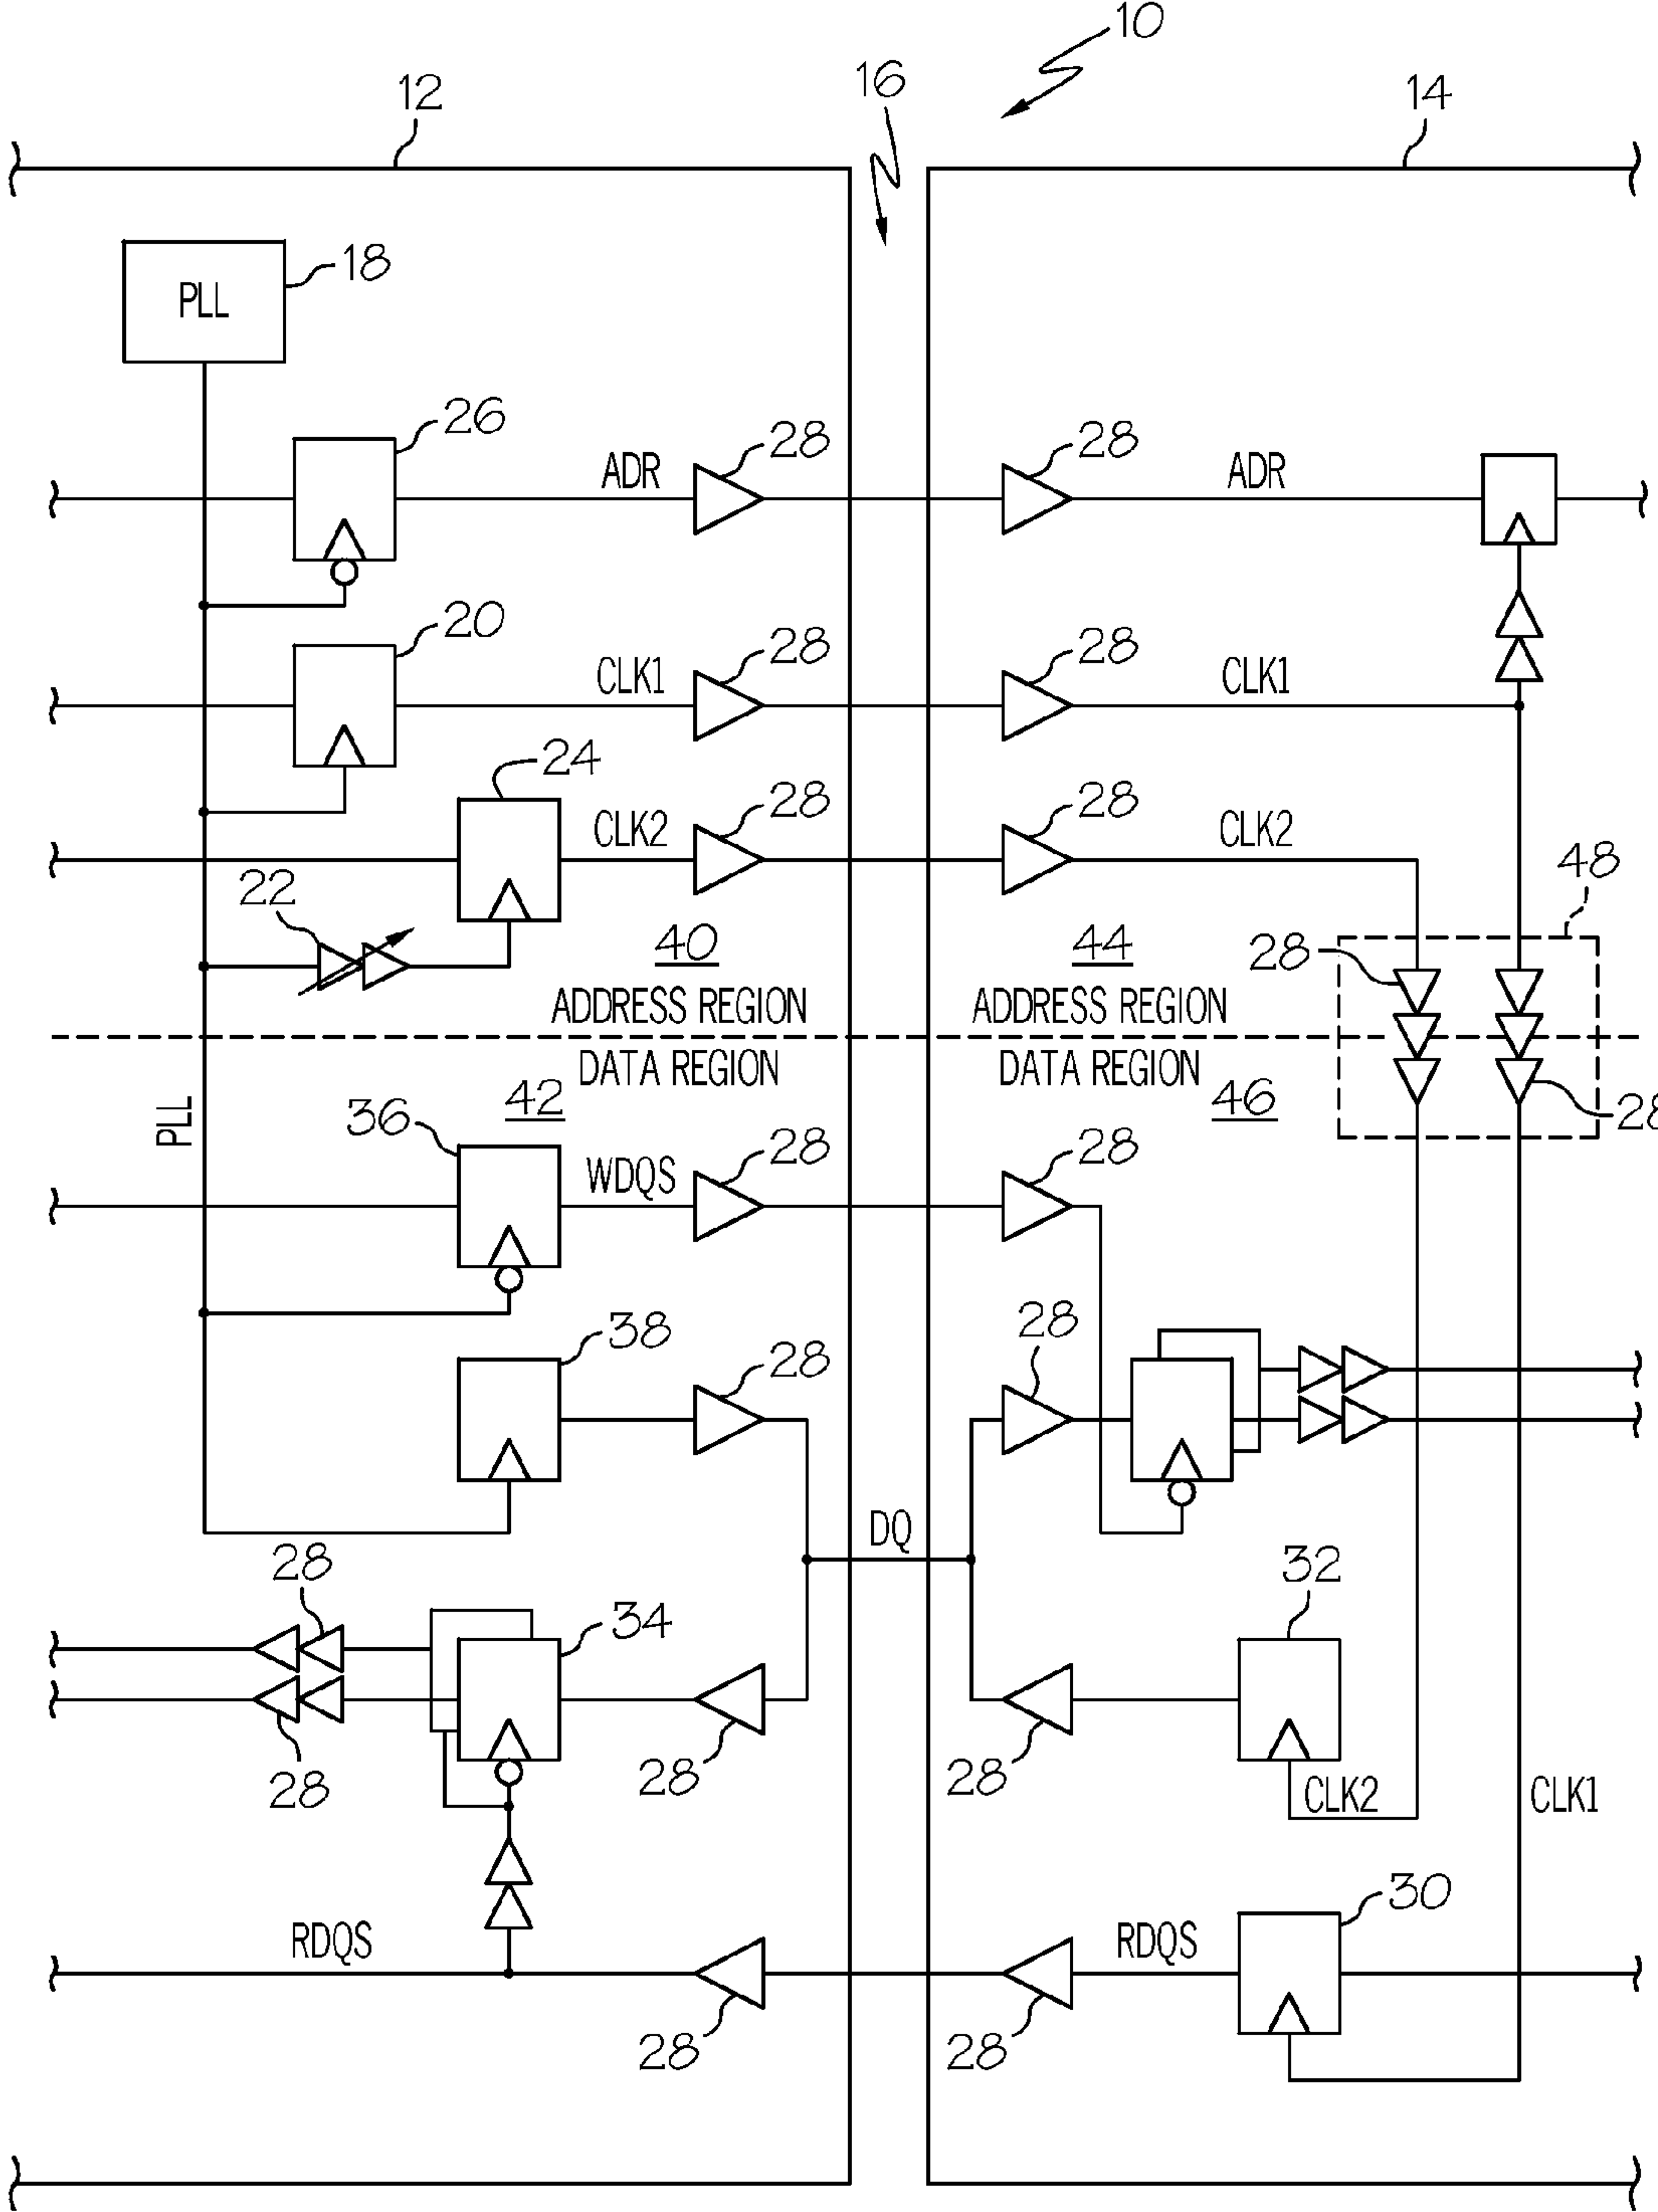 10
16
12
14
18
PLL
26
28
28
ADR
ADR
20
28
28
CLK1
CLK1
24
28
28
CLK2
CLK2
48
22
40
44
28
ADDRESS REGION
ADDRESS REGION
DATA REGION
DATA REGION
42
46
28
PLL
36
28
28
WDQS
38
28
28
DQ
28
32
34
28
28
28
CLK2
CLK1
30
RDQS
RDQS
28
28